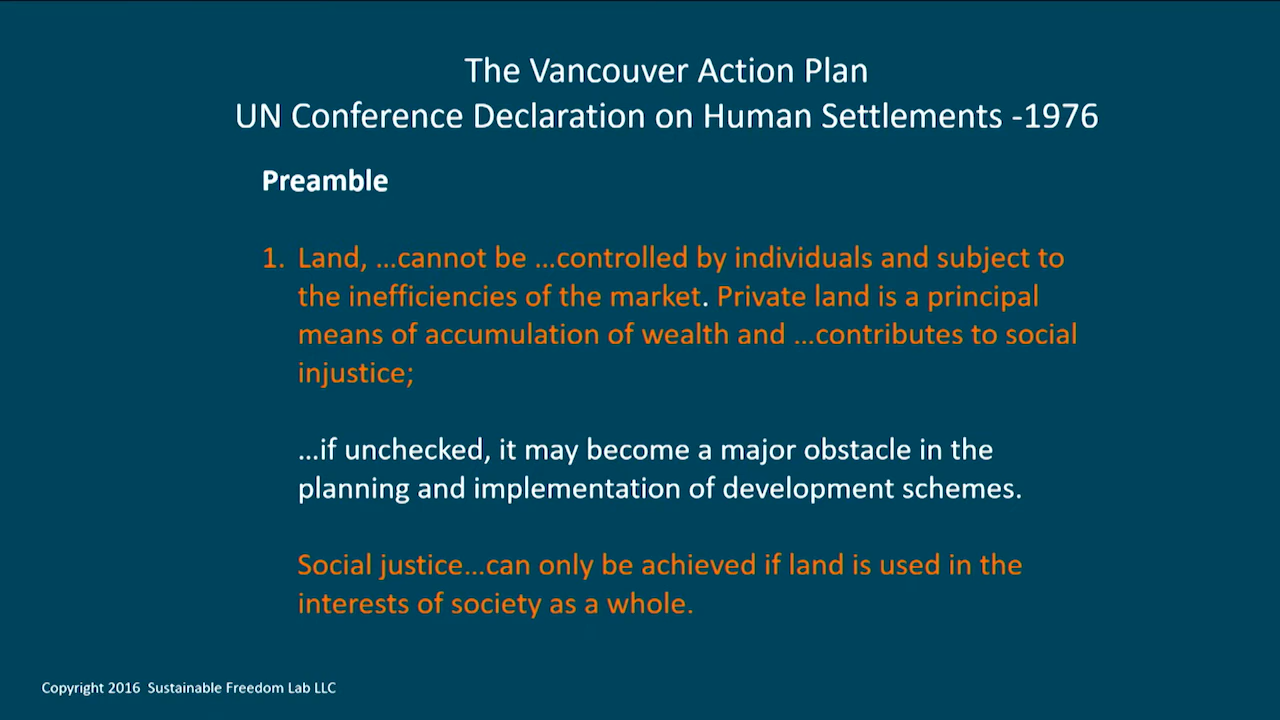 The Vancouver Action Plan
UN Conference Declaration on Human Settlements -1976
Preamble
1. Land, ...cannot be ...controlled by individuals and subject to
the inefficiencies of the market. Private land is a principal
means of accumulation of wealth and ...contributes to social
injustice;
...if unchecked, it may become a major obstacle in the
planning and implementation of development schemes.
Social justice...can only be achieved if land is used in the
interests of society as a whole.
Copyright 2016 Sustainable Freedom Lab LLC